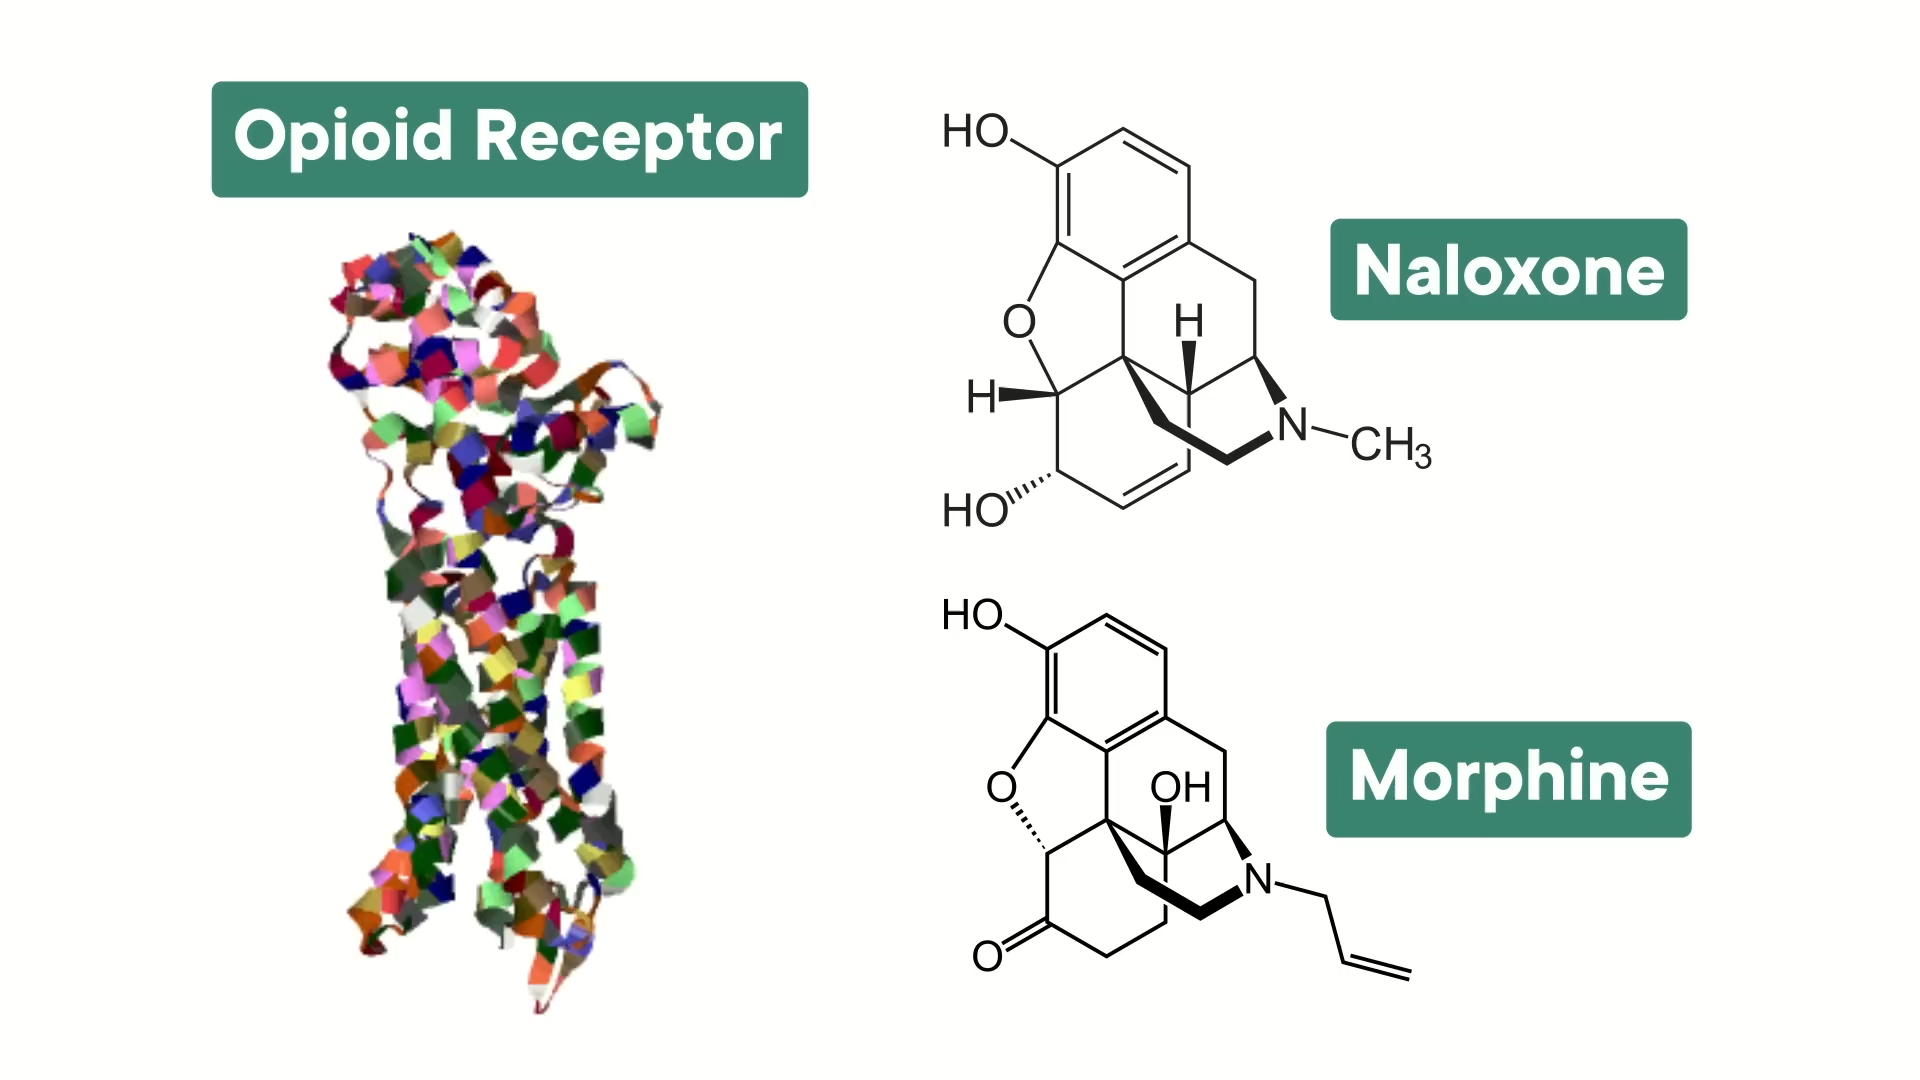 Opioid Receptor
HO
O
H
H
N
CH3
HO
Naloxone
HO
O
OH
N
O
Morphine